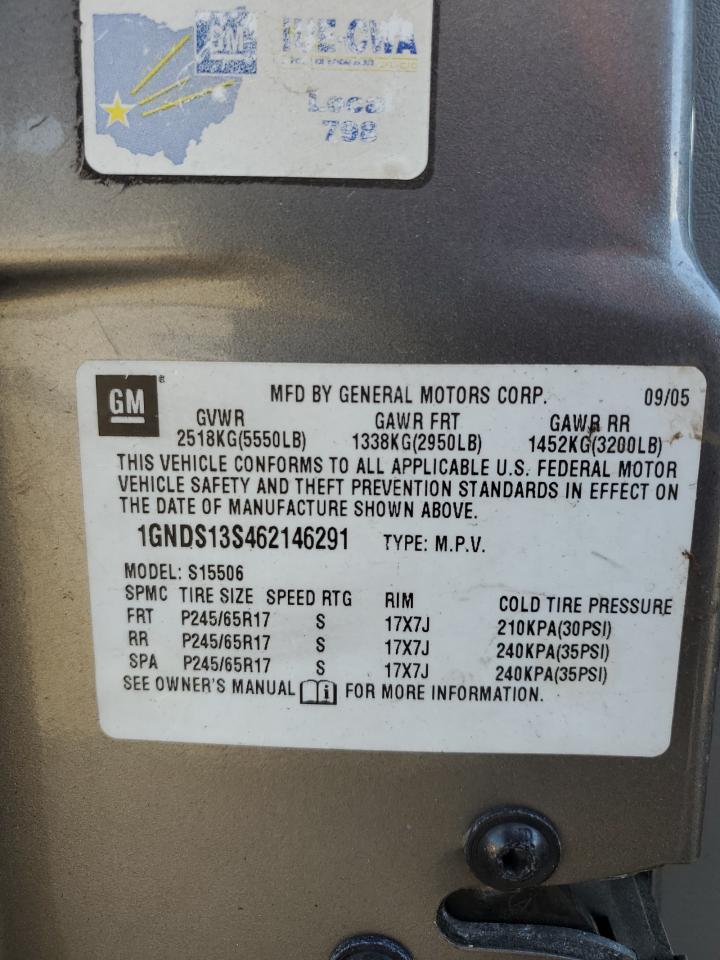 GM
IUE-CWA
Local
798
GM
MFD BY GENERAL MOTORS CORP. 09/05
GVWR GAWR FRT GAWR RR
2518KG(5550LB) 1338KG(2950LB) 1452KG(3200LB)
THIS VEHICLE CONFORMS TO ALL APPLICABLE U.S. FEDERAL MOTOR
VEHICLE SAFETY AND THEFT PREVENTION STANDARDS IN EFFECT ON
THE DATE OF MANUFACTURE SHOWN ABOVE.
1GNDS13S462146291 TYPE: M.P.V.
MODEL: S15506
SPMC TIRE SIZE SPEED RTG RIM COLD TIRE PRESSURE
FRT P245/65R17 S 17X7J 210KPA(30PSI)
RR P245/65R17 S 17X7J 240KPA(35PSI)
SPA P245/65R17 S 17X7J 240KPA(35PSI)
SEE OWNER'S MANUAL i FOR MORE INFORMATION.